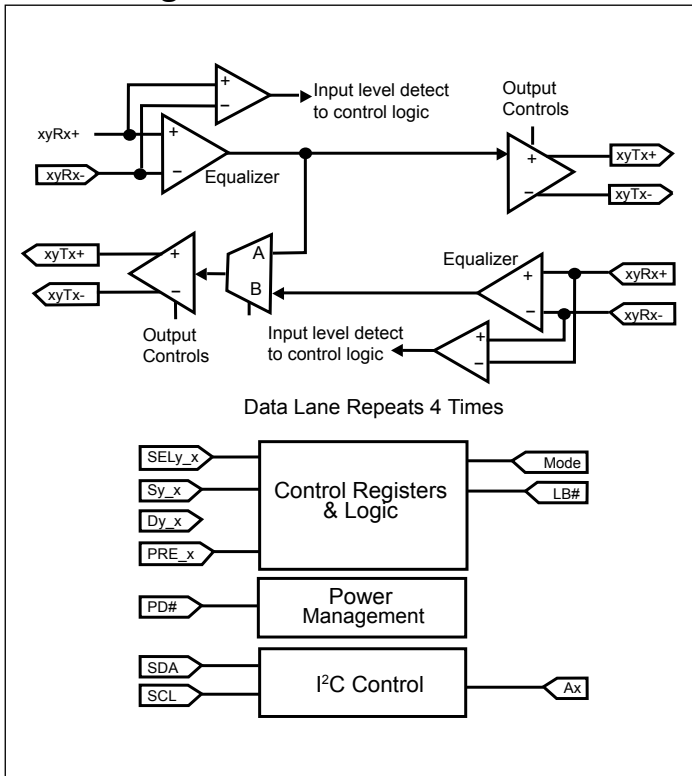 +
−
Input level detect
to control logic
Output
Controls
xyRx+
+
−
xyRx-
Equalizer
+
−
xyTx+
xyTx-
xyTx+
xyTx-
+
−
A
B
Output
Controls
Equalizer
+
−
xyRx+
xyRx-
Input level detect
to control logic
+
−
Data Lane Repeats 4 Times
SELy_x
Sy_x
Dy_x
PRE_x
Control Registers
& Logic
Mode
LB#
PD#
Power
Management
SDA
SCL
I²C Control
Ax